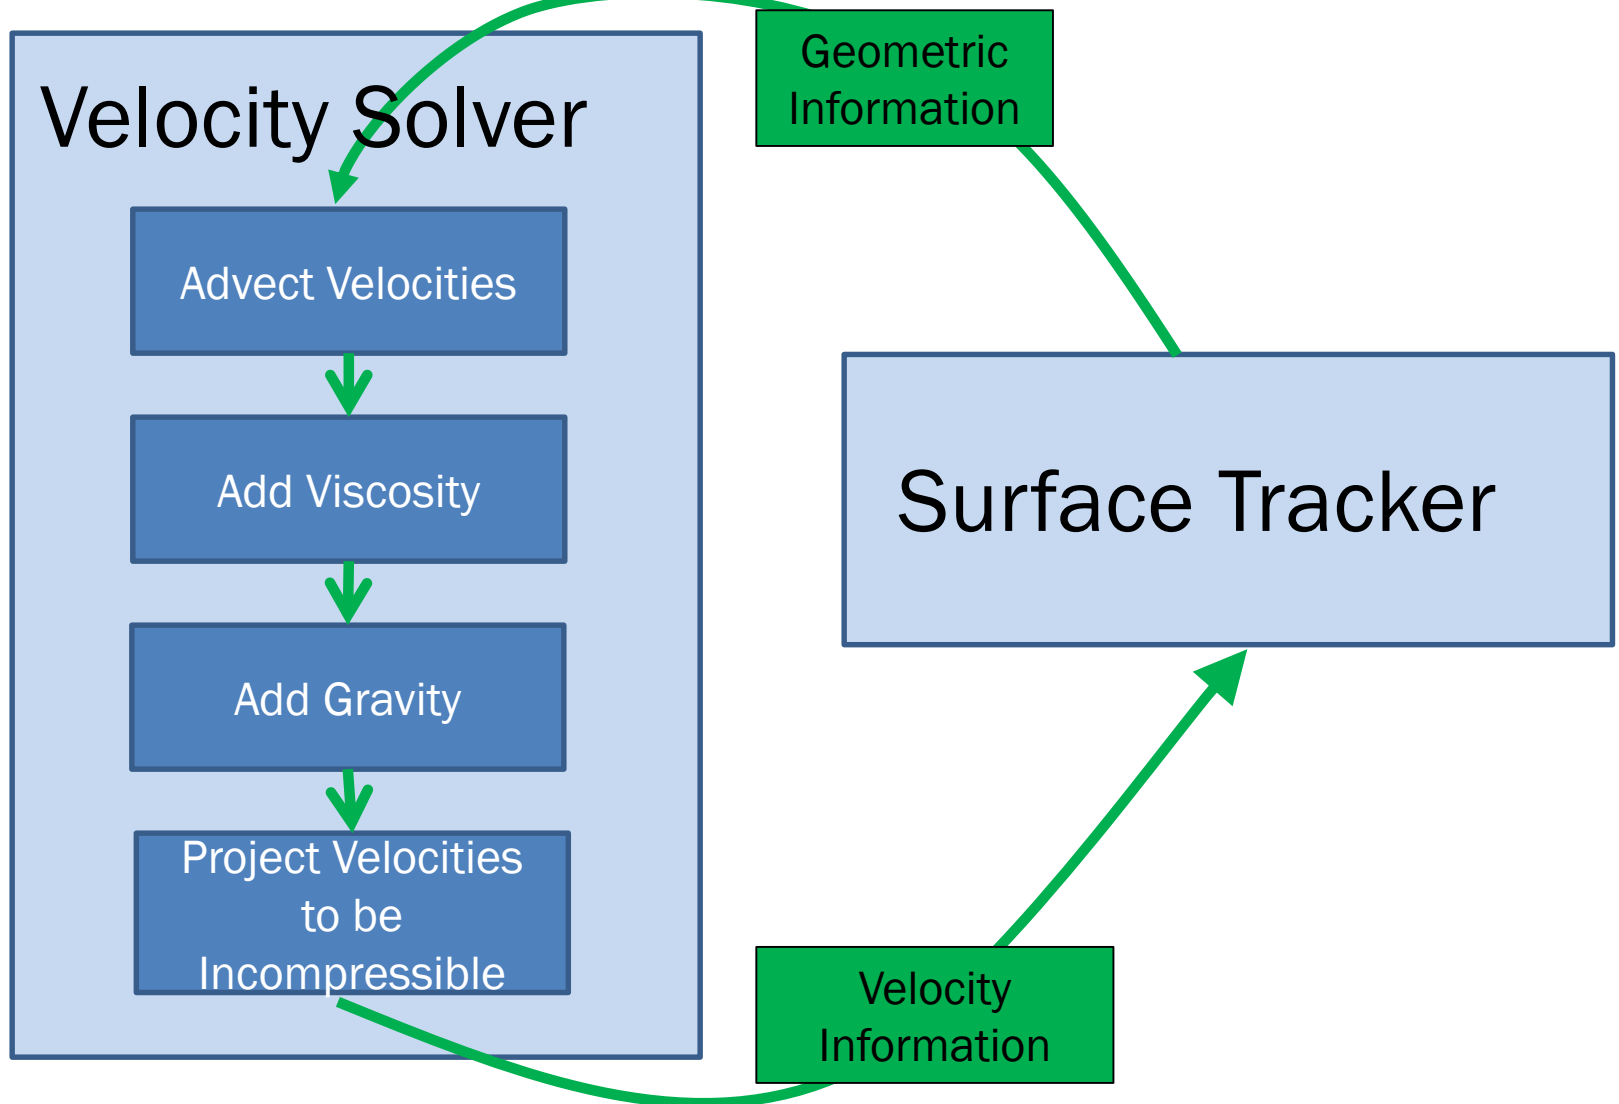 Velocity Solver
Advect Velocities
Add Viscosity
Add Gravity
Project Velocities
to be
Incompressible
Geometric
Information
Surface Tracker
Velocity
Information